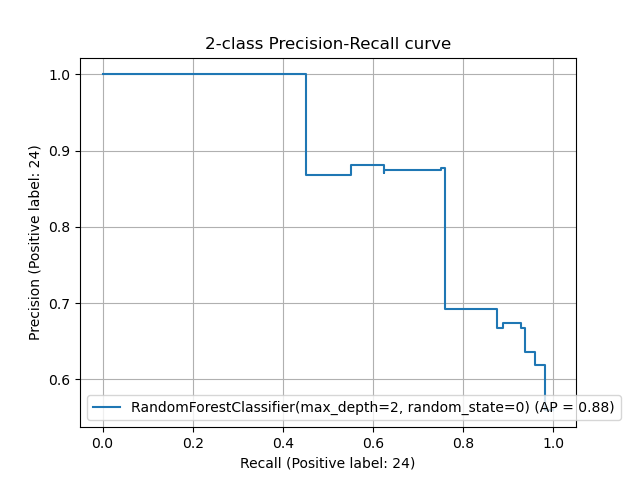 2-class Precision-Recall curve
Precision (Positive label: 24)
1.0
0.9
0.8
0.7
0.6
RandomForestClassifier(max_depth=2, random_state=0) (AP = 0.88)
0.0 0.2 0.4 0.6 0.8 1.0
Recall (Positive label: 24)